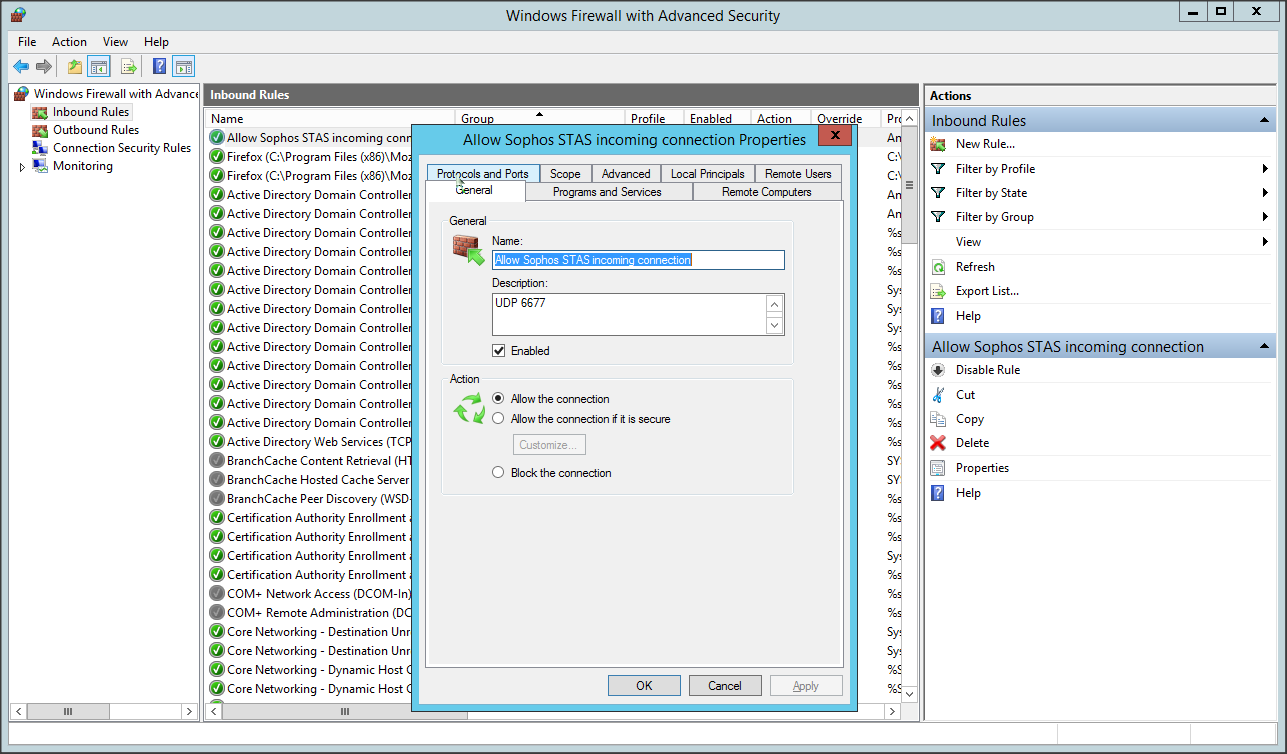 Windows Firewall with Advanced Security
File Action View Help
Windows Firewall with Advance
Inbound Rules
Outbound Rules
Connection Security Rules
Monitoring
Inbound Rules
Name Group Profile Enabled Action Override Pro
Allow Sophos STAS incoming conn An
Firefox (C:\Program Files (x86)\Moz C:\
Firefox (C:\Program Files (x86)\Moz C:\
Active Directory Domain Controller An
Active Directory Domain Controller An
Active Directory Domain Controller %s
Active Directory Domain Controller %s
Active Directory Domain Controller %s
Active Directory Domain Controller Sys
Active Directory Domain Controller Sys
Active Directory Domain Controller Sys
Active Directory Domain Controller %s
Active Directory Domain Controller %s
Active Directory Domain Controller %s
Active Directory Domain Controller %s
Active Directory Domain Controller %s
Active Directory Web Services (TCP %s
BranchCache Content Retrieval (HT SYS
BranchCache Hosted Cache Server SYS
BranchCache Peer Discovery (WSD- %s
Certification Authority Enrollment a %s
Certification Authority Enrollment a %s
Certification Authority Enrollment a Sys
Certification Authority Enrollment a %s
COM+ Network Access (DCOM-In) %s
COM+ Remote Administration (DC %s
Core Networking - Destination Unr Sys
Core Networking - Destination Unr Sys
Core Networking - Dynamic Host C %S
Core Networking - Dynamic Host C %S
Allow Sophos STAS incoming connection Properties
Protocols and Ports Scope Advanced Local Principals Remote Users
General Programs and Services Remote Computers
General
Name:
Allow Sophos STAS incoming connection
Description:
UDP 6677
Enabled
Action
Allow the connection
Allow the connection if it is secure
Customize...
Block the connection
OK Cancel Apply
Actions
Inbound Rules
New Rule...
Filter by Profile
Filter by State
Filter by Group
View
Refresh
Export List...
Help
Allow Sophos STAS incoming connection
Disable Rule
Cut
Copy
Delete
Properties
Help